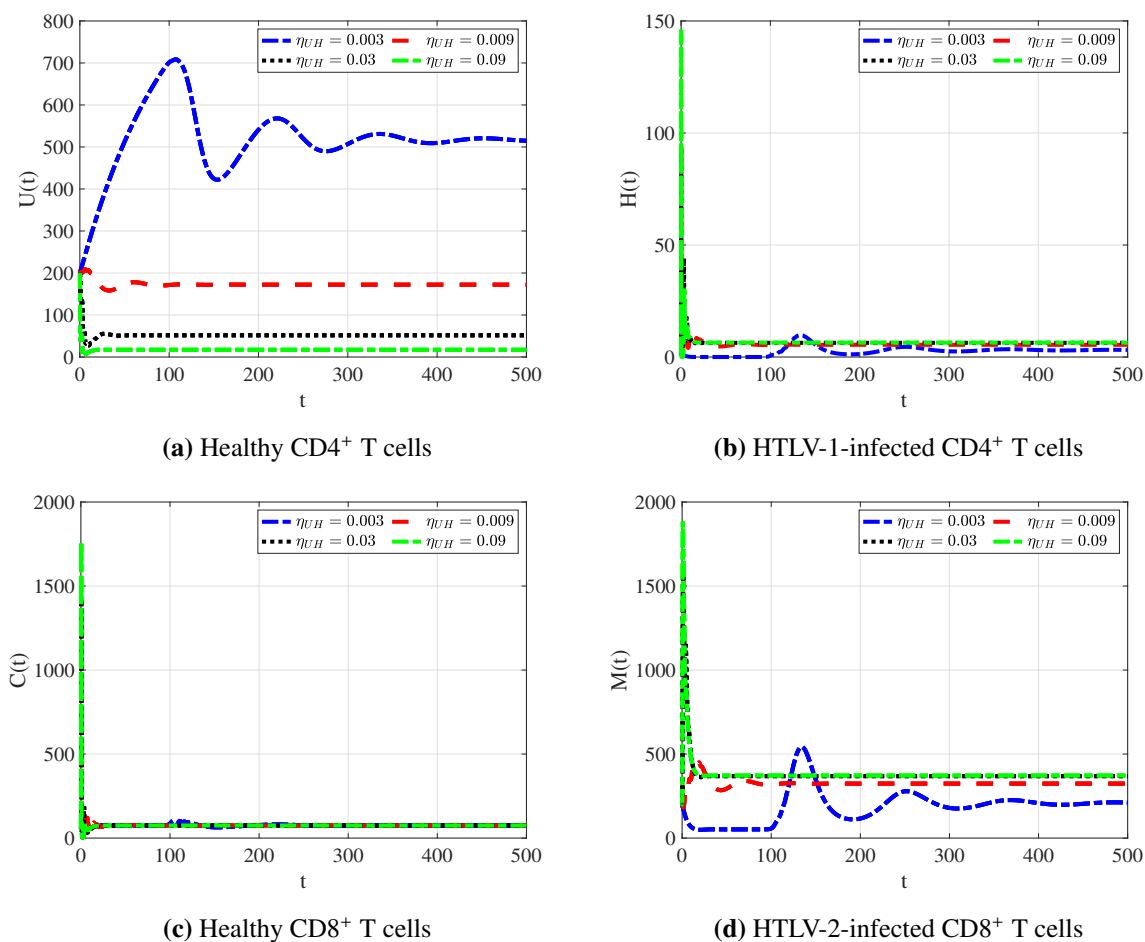 800
700
600
500
400
300
200
100
0
U(t)
η_UH = 0.003 η_UH = 0.009
η_UH = 0.03 η_UH = 0.09
0 100 200 300 400 500
t
(a) Healthy CD4⁺ T cells
150
100
50
0
H(t)
η_UH = 0.003 η_UH = 0.009
η_UH = 0.03 η_UH = 0.09
0 100 200 300 400 500
t
(b) HTLV-1-infected CD4⁺ T cells
2000
1500
1000
500
0
C(t)
η_UH = 0.003 η_UH = 0.009
η_UH = 0.03 η_UH = 0.09
0 100 200 300 400 500
t
(c) Healthy CD8⁺ T cells
2000
1500
1000
500
0
M(t)
η_UH = 0.003 η_UH = 0.009
η_UH = 0.03 η_UH = 0.09
0 100 200 300 400 500
t
(d) HTLV-2-infected CD8⁺ T cells